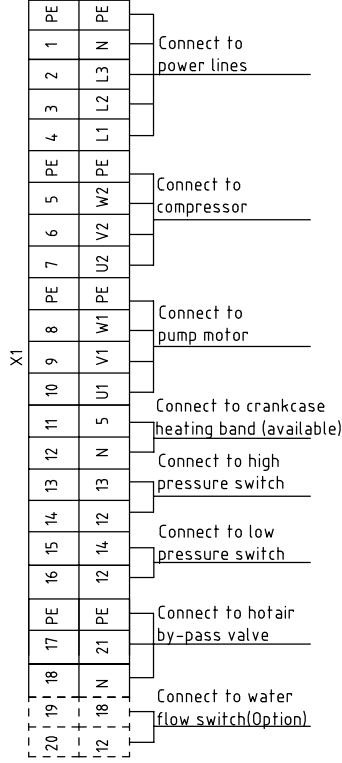 PE PE
1 N
2 L3
3 L2
4 L1
PE PE
5 W2
6 V2
7 U2
PE PE
8 W1
9 V1
10 U1
11 5
12 N
13 13
14 12
15 14
16 12
PE PE
17 21
18 N
19 18
20 12
X1
Connect to
power lines
Connect to
compressor
Connect to
pump motor
Connect to crankcase
heating band (available)
Connect to high
pressure switch
Connect to low
pressure switch
Connect to hotair
by-pass valve
Connect to water
flow switch(Option)